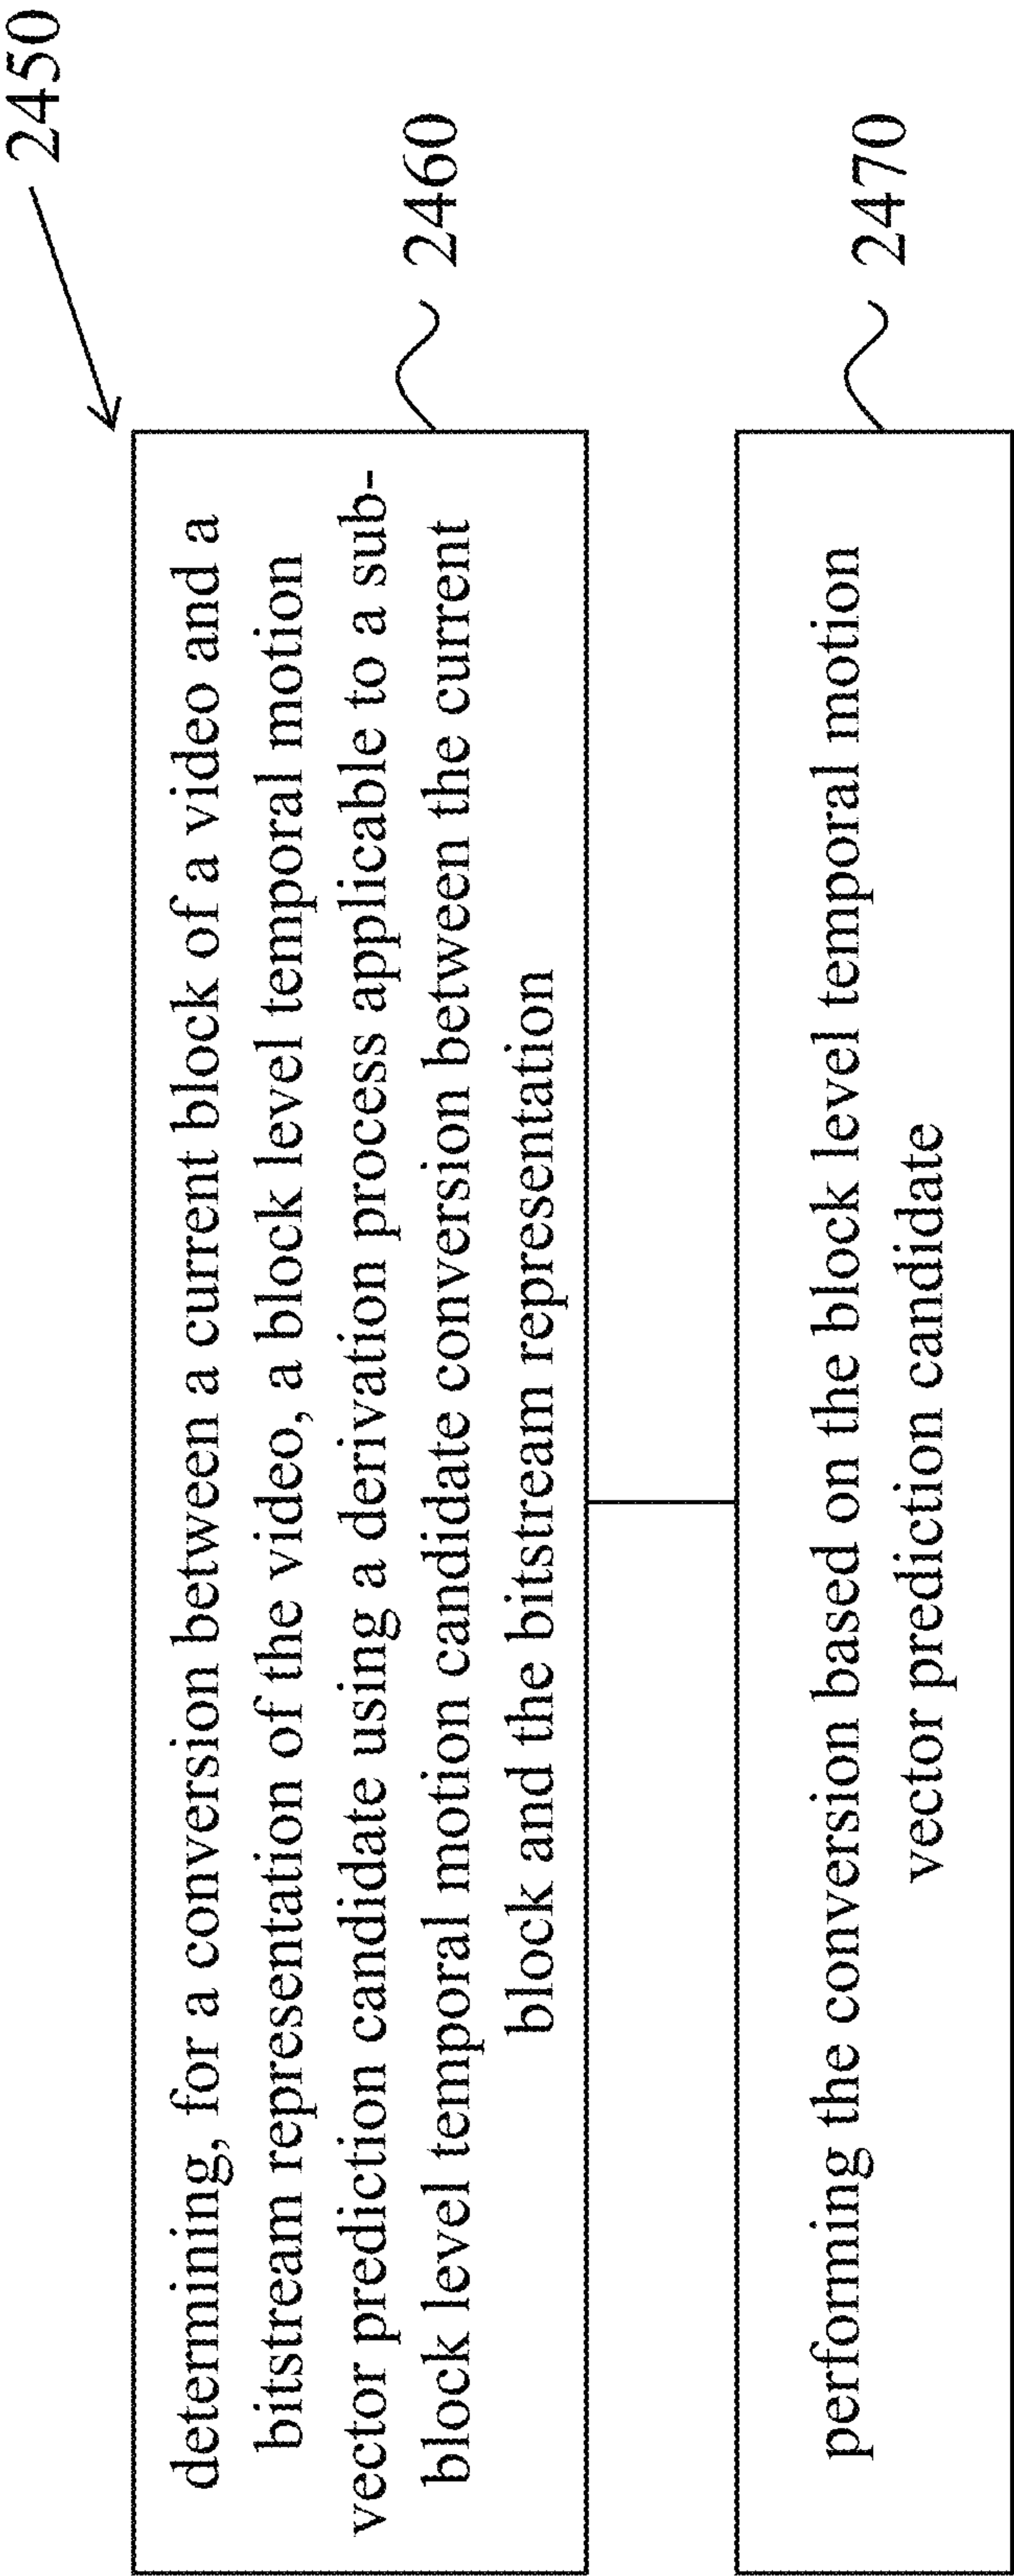 2450
determining, for a conversion between a current block of a video and a
bitstream representation of the video, a block level temporal motion
vector prediction candidate using a derivation process applicable to a sub-
block level temporal motion candidate conversion between the current
block and the bitstream representation
2460
performing the conversion based on the block level temporal motion
vector prediction candidate
2470